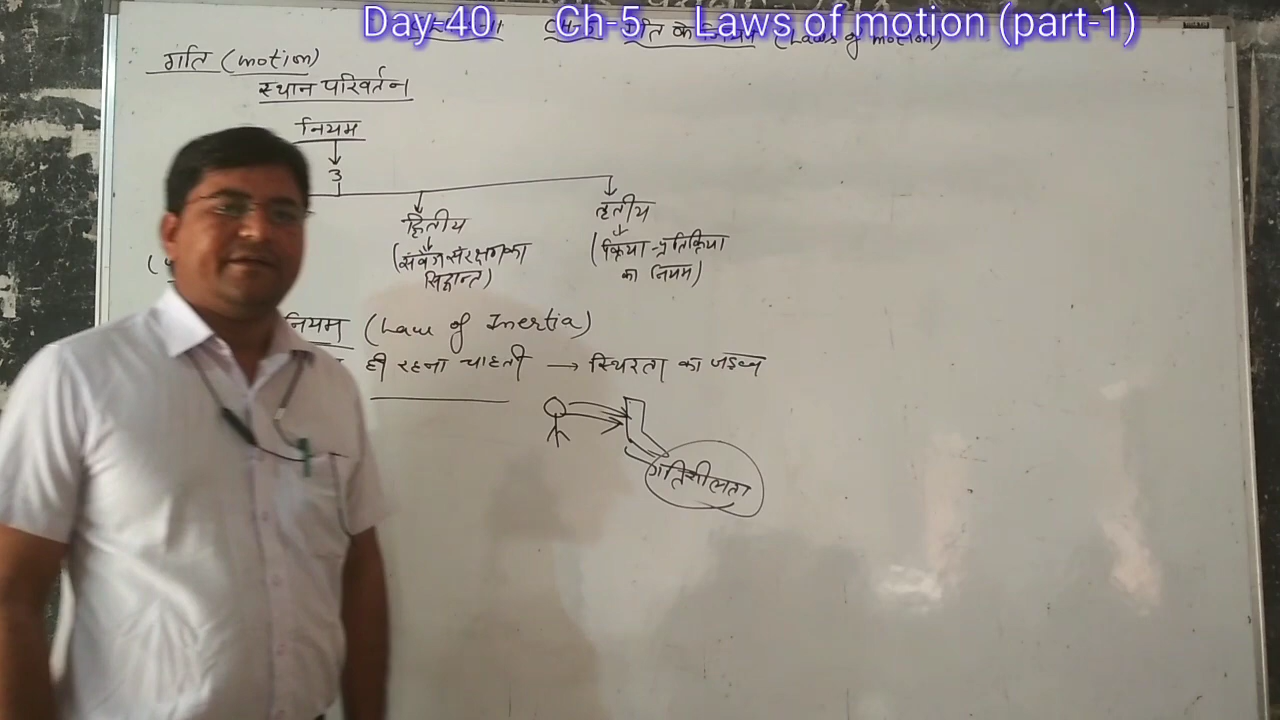 Day-40 Ch-5 Laws of motion (part-1)
गति के नियम (Laws of motion)
गति (motion)
स्थान परिवर्तन
नियम
3
द्वितीय
तृतीय
(संवेग संरक्षण का
सिद्धान्त)
(क्रिया-प्रतिक्रिया
का नियम)
नियम (Law of Inertia)
ही रहना चाहती → स्थिरता का जड़त्व
गतिशीलता